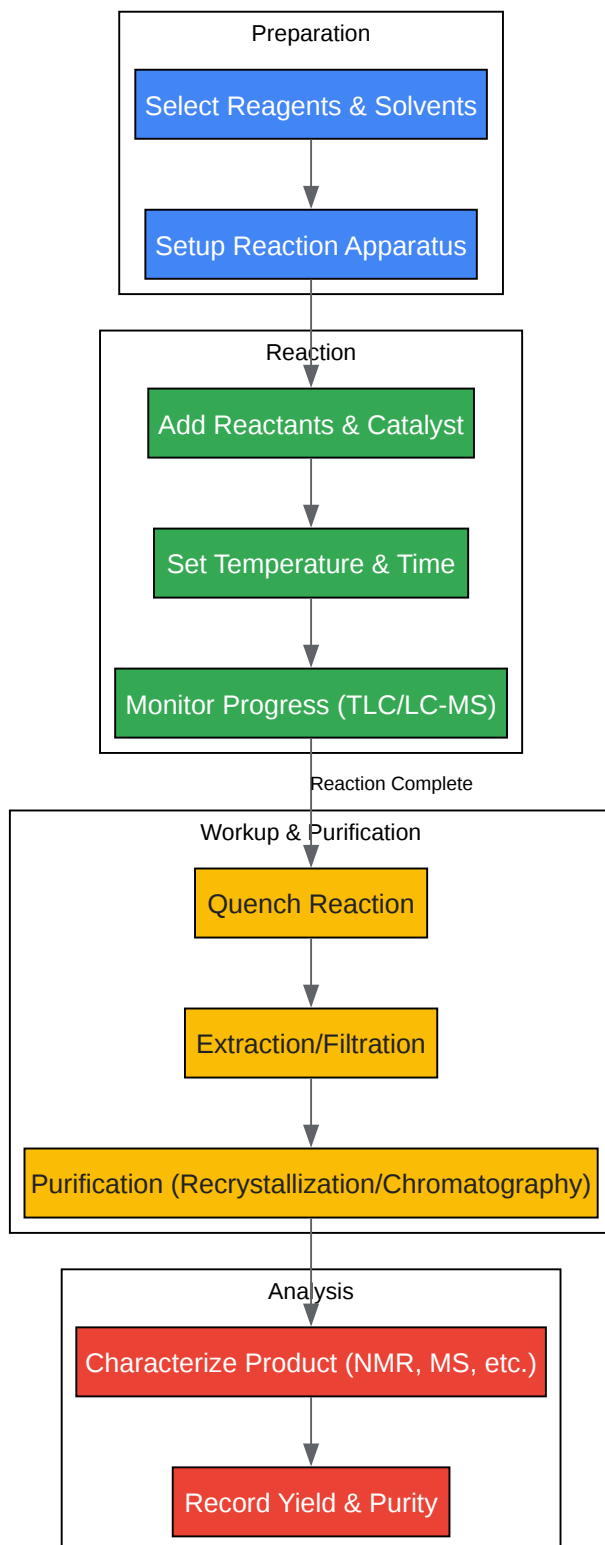 Preparation
Select Reagents & Solvents
Setup Reaction Apparatus
Reaction
Add Reactants & Catalyst
Set Temperature & Time
Monitor Progress (TLC/LC-MS)
Reaction Complete
Workup & Purification
Quench Reaction
Extraction/Filtration
Purification (Recrystallization/Chromatography)
Analysis
Characterize Product (NMR, MS, etc.)
Record Yield & Purity